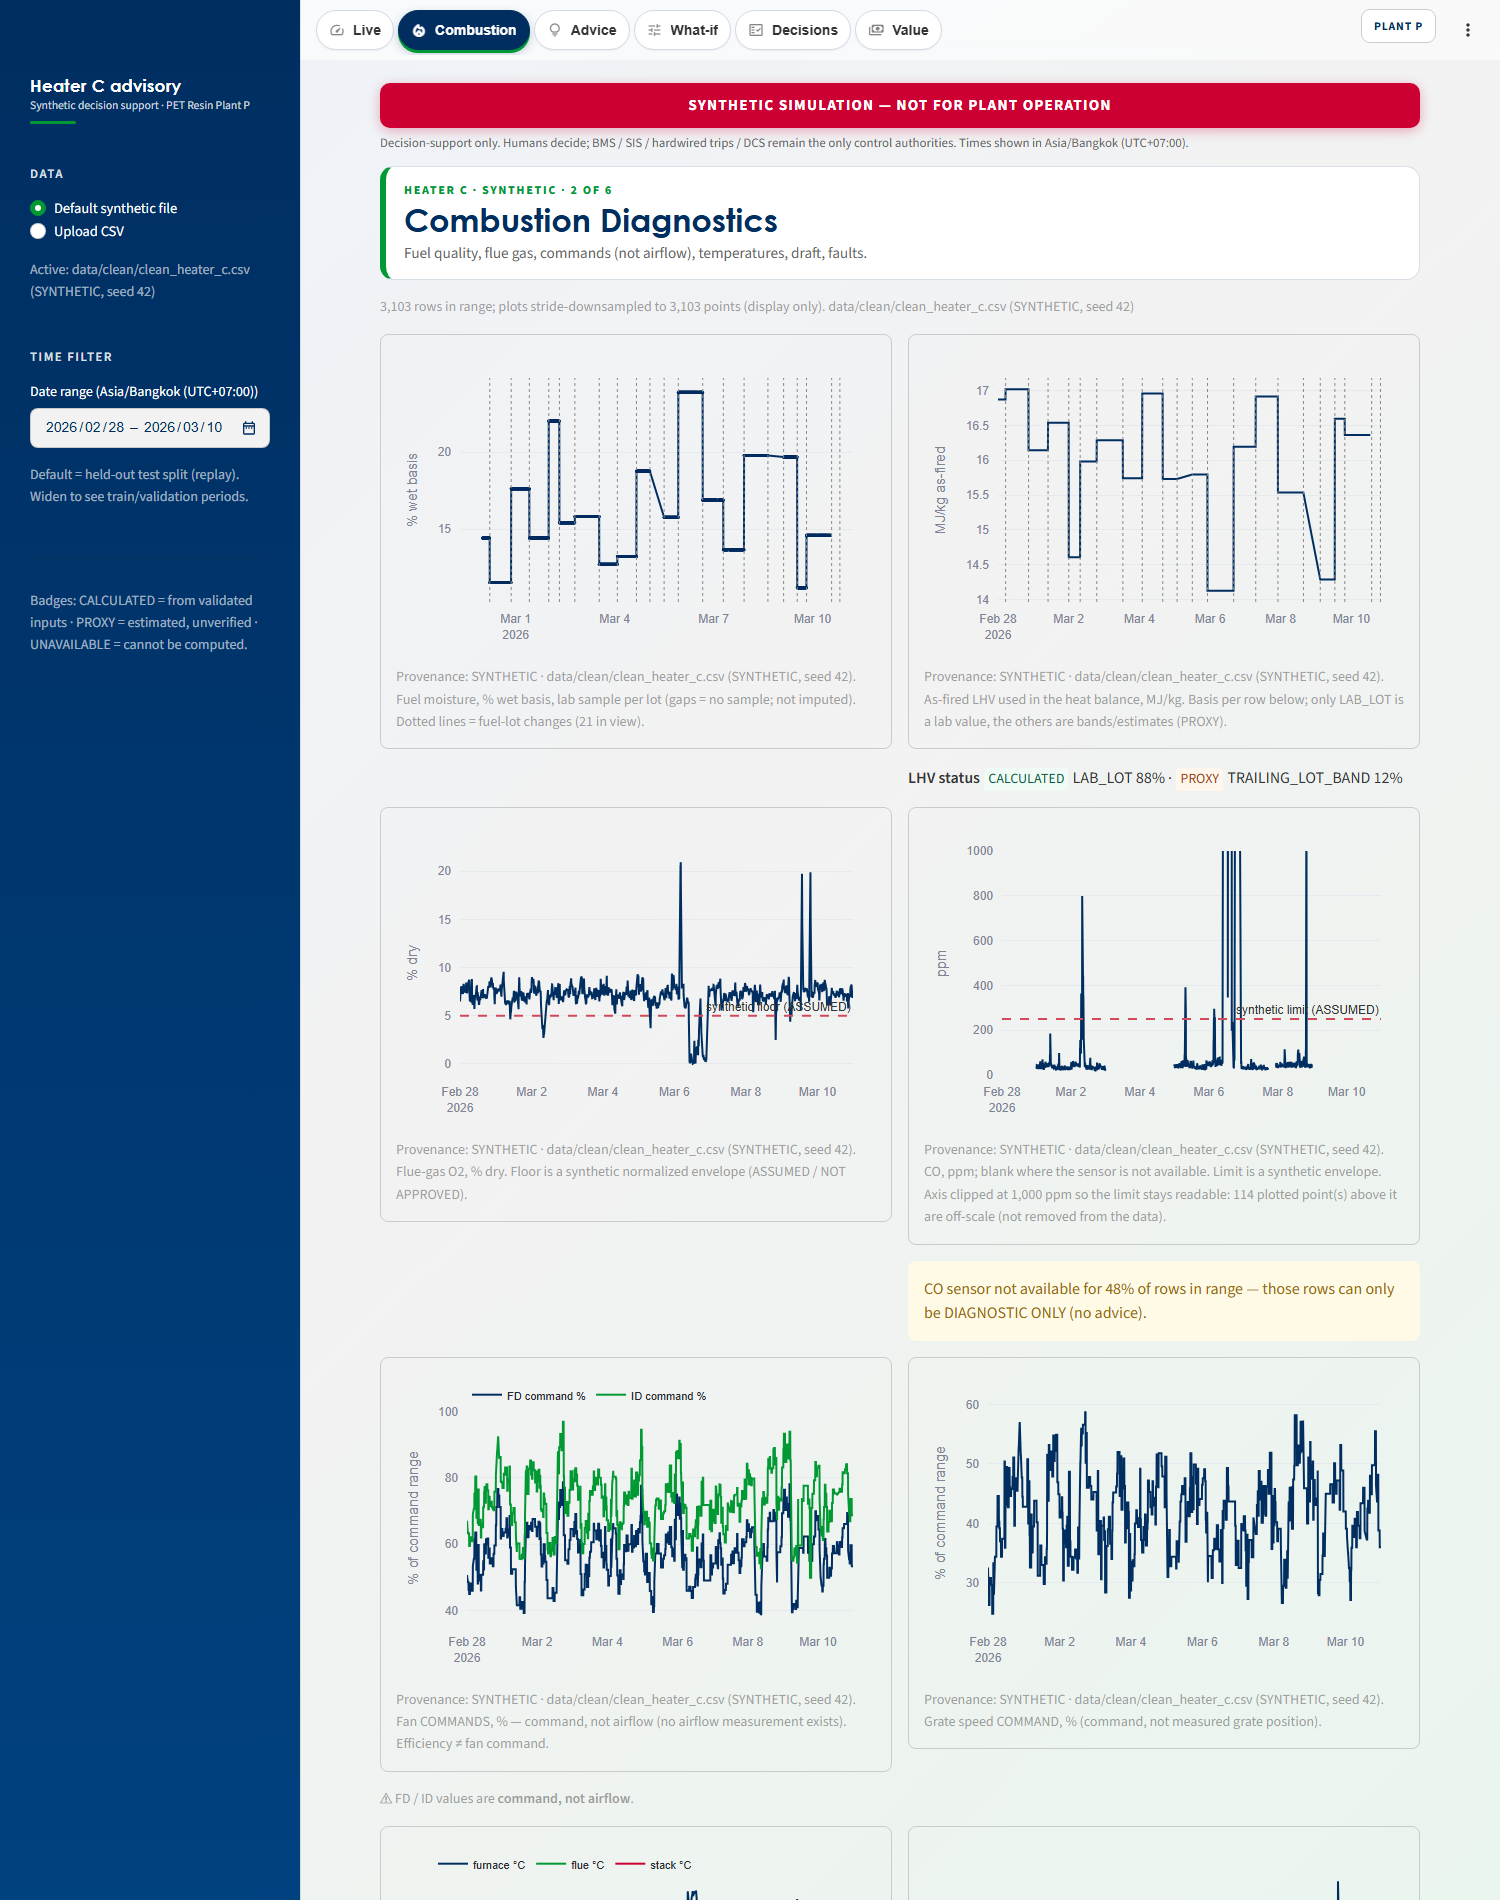 Live
Combustion
Advice
What-if
Decisions
Value
PLANT P
Heater C advisory
Synthetic decision support · PET Resin Plant P
DATA
Default synthetic file
Upload CSV
Active: data/clean/clean_heater_c.csv
(SYNTHETIC, seed 42)
TIME FILTER
Date range (Asia/Bangkok (UTC+07:00))
2026/02/28 – 2026/03/10
Default = held-out test split (replay).
Widen to see train/validation periods.
Badges: CALCULATED = from validated
inputs · PROXY = estimated, unverified ·
UNAVAILABLE = cannot be computed.
SYNTHETIC SIMULATION — NOT FOR PLANT OPERATION
Decision-support only. Humans decide; BMS / SIS / hardwired trips / DCS remain the only control authorities. Times shown in Asia/Bangkok (UTC+07:00).
HEATER C · SYNTHETIC · 2 OF 6
Combustion Diagnostics
Fuel quality, flue gas, commands (not airflow), temperatures, draft, faults.
3,103 rows in range; plots stride-downsampled to 3,103 points (display only). data/clean/clean_heater_c.csv (SYNTHETIC, seed 42)
% wet basis
20
15
Mar 1
2026
Mar 4
Mar 7
Mar 10
Provenance: SYNTHETIC · data/clean/clean_heater_c.csv (SYNTHETIC, seed 42).
Fuel moisture, % wet basis, lab sample per lot (gaps = no sample; not imputed).
Dotted lines = fuel-lot changes (21 in view).
MJ/kg as-fired
17
16.5
16
15.5
15
14.5
14
Feb 28
2026
Mar 2
Mar 4
Mar 6
Mar 8
Mar 10
Provenance: SYNTHETIC · data/clean/clean_heater_c.csv (SYNTHETIC, seed 42).
As-fired LHV used in the heat balance, MJ/kg. Basis per row below; only LAB_LOT is
a lab value, the others are bands/estimates (PROXY).
LHV status CALCULATED LAB_LOT 88% · PROXY TRAILING_LOT_BAND 12%
% dry
20
15
10
5
0
synthetic floor (ASSUMED)
Feb 28
2026
Mar 2
Mar 4
Mar 6
Mar 8
Mar 10
Provenance: SYNTHETIC · data/clean/clean_heater_c.csv (SYNTHETIC, seed 42).
Flue-gas O2, % dry. Floor is a synthetic normalized envelope (ASSUMED / NOT
APPROVED).
ppm
1000
800
600
400
200
0
synthetic limit (ASSUMED)
Feb 28
2026
Mar 2
Mar 4
Mar 6
Mar 8
Mar 10
Provenance: SYNTHETIC · data/clean/clean_heater_c.csv (SYNTHETIC, seed 42).
CO, ppm; blank where the sensor is not available. Limit is a synthetic envelope.
Axis clipped at 1,000 ppm so the limit stays readable: 114 plotted point(s) above it
are off-scale (not removed from the data).
CO sensor not available for 48% of rows in range — those rows can only
be DIAGNOSTIC ONLY (no advice).
FD command %
ID command %
% of command range
100
80
60
40
Feb 28
2026
Mar 2
Mar 4
Mar 6
Mar 8
Mar 10
Provenance: SYNTHETIC · data/clean/clean_heater_c.csv (SYNTHETIC, seed 42).
Fan COMMANDS, % — command, not airflow (no airflow measurement exists).
Efficiency ≠ fan command.
% of command range
60
50
40
30
Feb 28
2026
Mar 2
Mar 4
Mar 6
Mar 8
Mar 10
Provenance: SYNTHETIC · data/clean/clean_heater_c.csv (SYNTHETIC, seed 42).
Grate speed COMMAND, % (command, not measured grate position).
⚠ FD / ID values are command, not airflow.
furnace °C
flue °C
stack °C